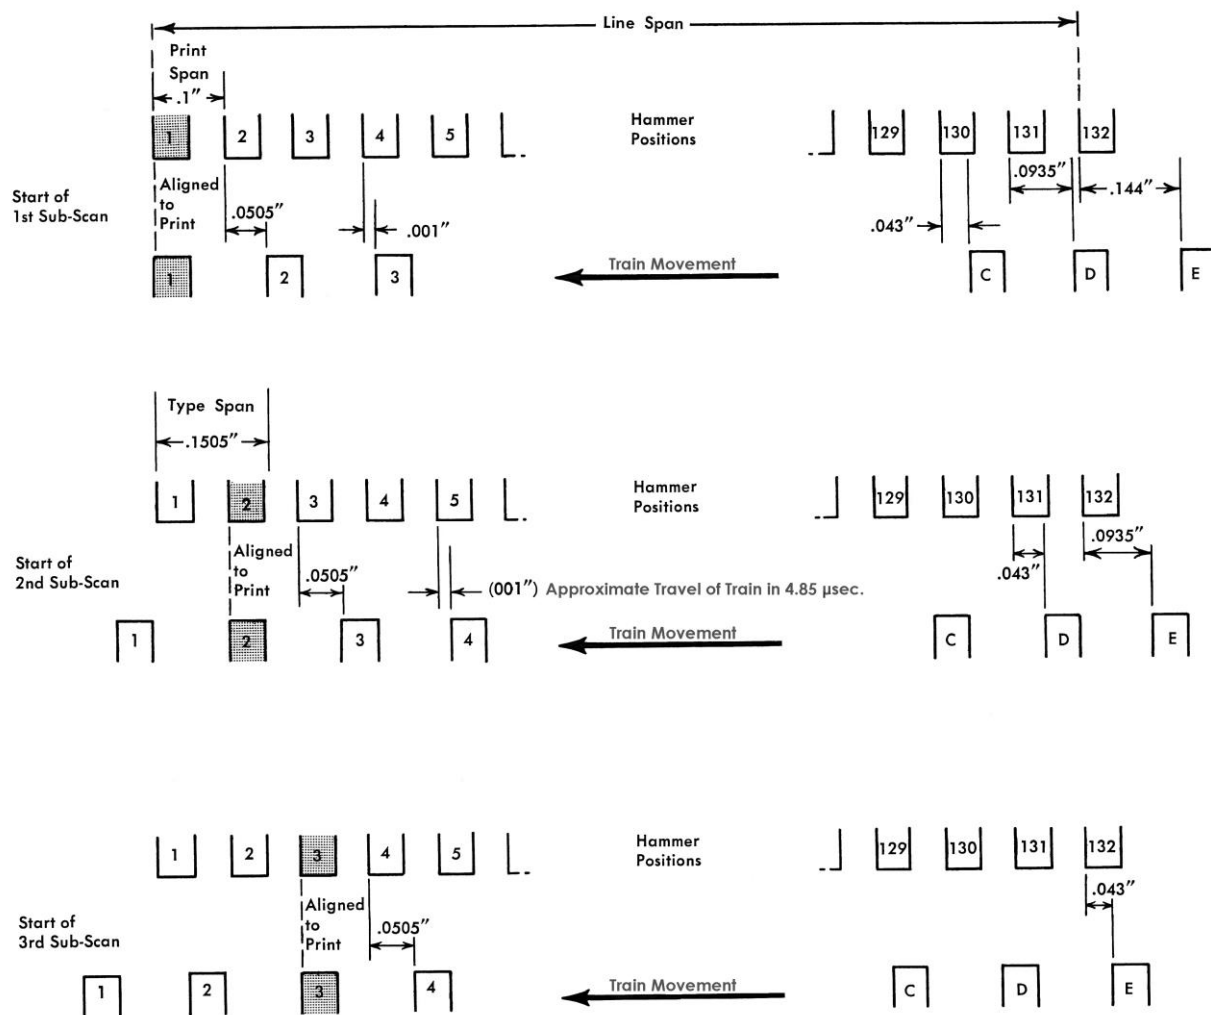 Line Span
Print
Span
.1″
1 2 3 4 5
Hammer
Positions
129 130 131 132
Start of
1st Sub-Scan
Aligned
to
Print
.0505″
.001″
.0935″
.144″
.043″
1 2 3
Train Movement
C D E
Type Span
.1505″
1 2 3 4 5
Hammer
Positions
129 130 131 132
Start of
2nd Sub-Scan
Aligned
to
Print
.0505″
(001″) Approximate Travel of Train in 4.85 µsec.
.0935″
.043″
1 2 3 4
Train Movement
C D E
1 2 3 4 5
Hammer
Positions
129 130 131 132
Start of
3rd Sub-Scan
Aligned
to
Print
.0505″
.043″
1 2 3 4
Train Movement
C D E